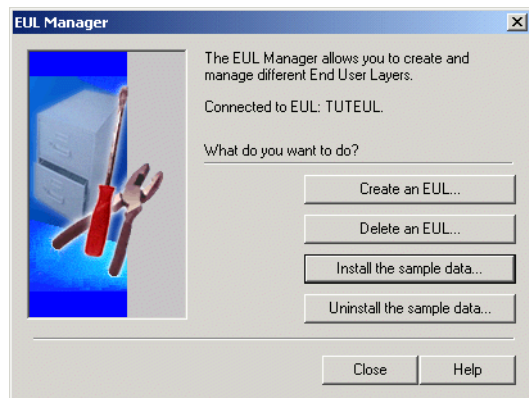 EUL Manager
The EUL Manager allows you to create and
manage different End User Layers.
Connected to EUL: TUTEUL.
What do you want to do?
Create an EUL...
Delete an EUL...
Install the sample data...
Uninstall the sample data...
Close
Help